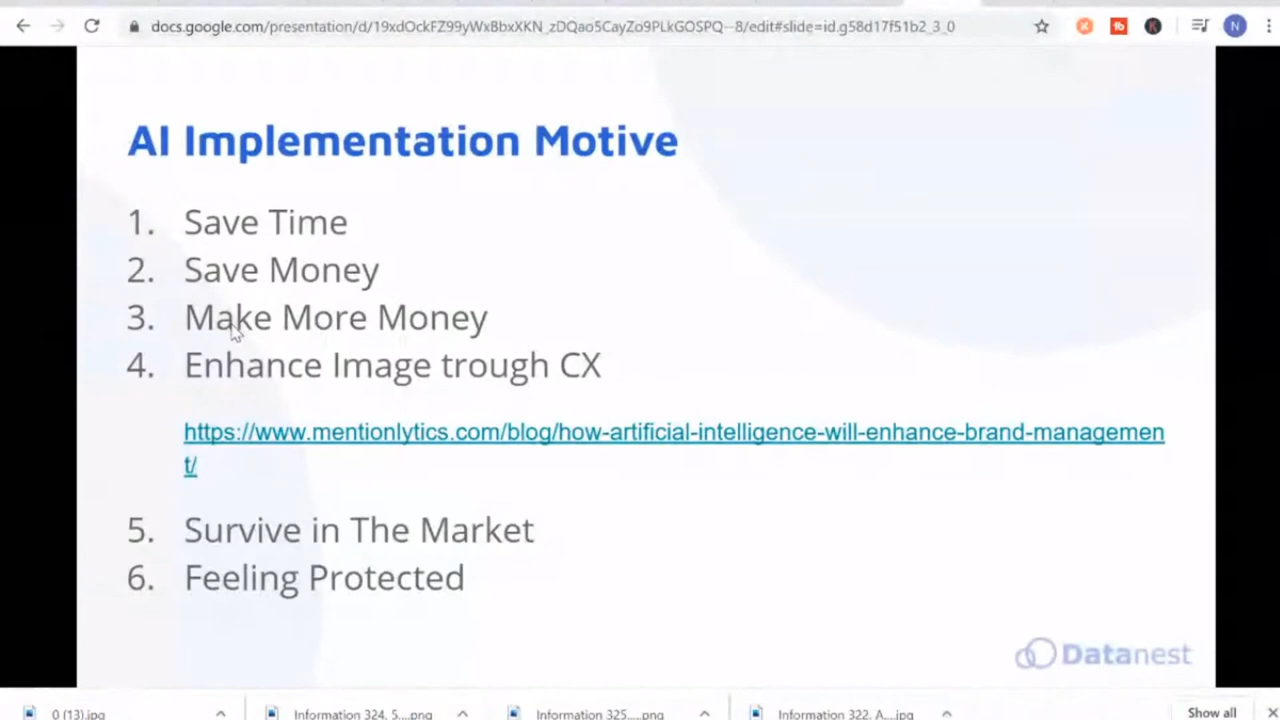 docs.google.com/presentation/d/19xdOckFZ99yWxBbxXKN_zDQao5CayZo9PLkGOSPQ--8/edit#slide=id.g58d17f51b2_3_0
N
AI Implementation Motive
1. Save Time
2. Save Money
3. Make More Money
4. Enhance Image trough CX
https://www.mentionlytics.com/blog/how-artificial-intelligence-will-enhance-brand-managemen
t/
5. Survive in The Market
6. Feeling Protected
Datanest
0 (13).jpg
Information 324, 5....png
Information 325....png
Information 322. A....jpg
Show all